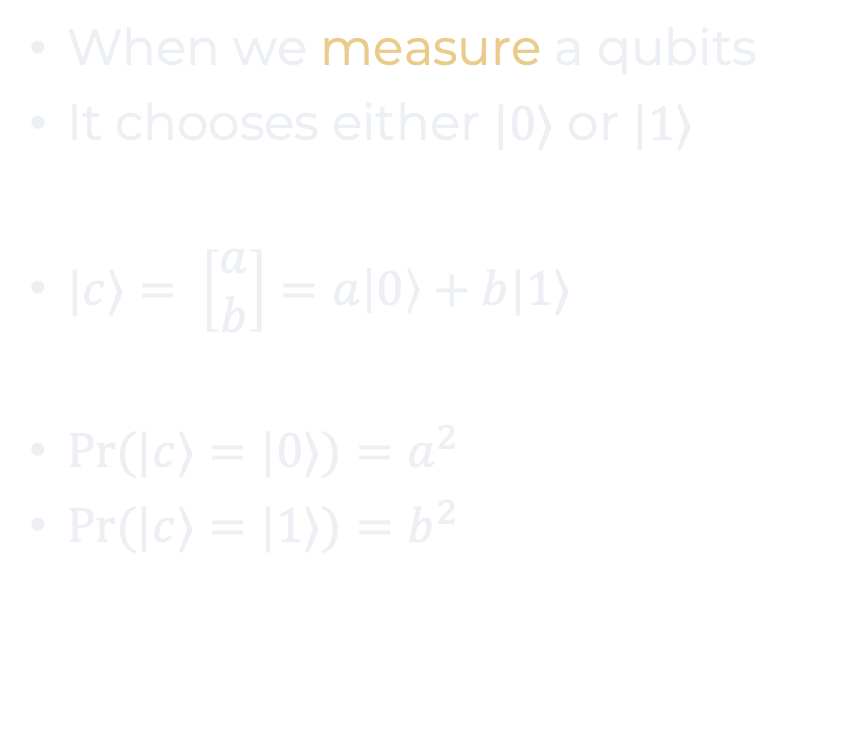 • When we measure a qubits
• It chooses either |0⟩ or |1⟩
• |c⟩ = [a b] = a|0⟩ + b|1⟩
• Pr(|c⟩ = |0⟩) = a²
• Pr(|c⟩ = |1⟩) = b²